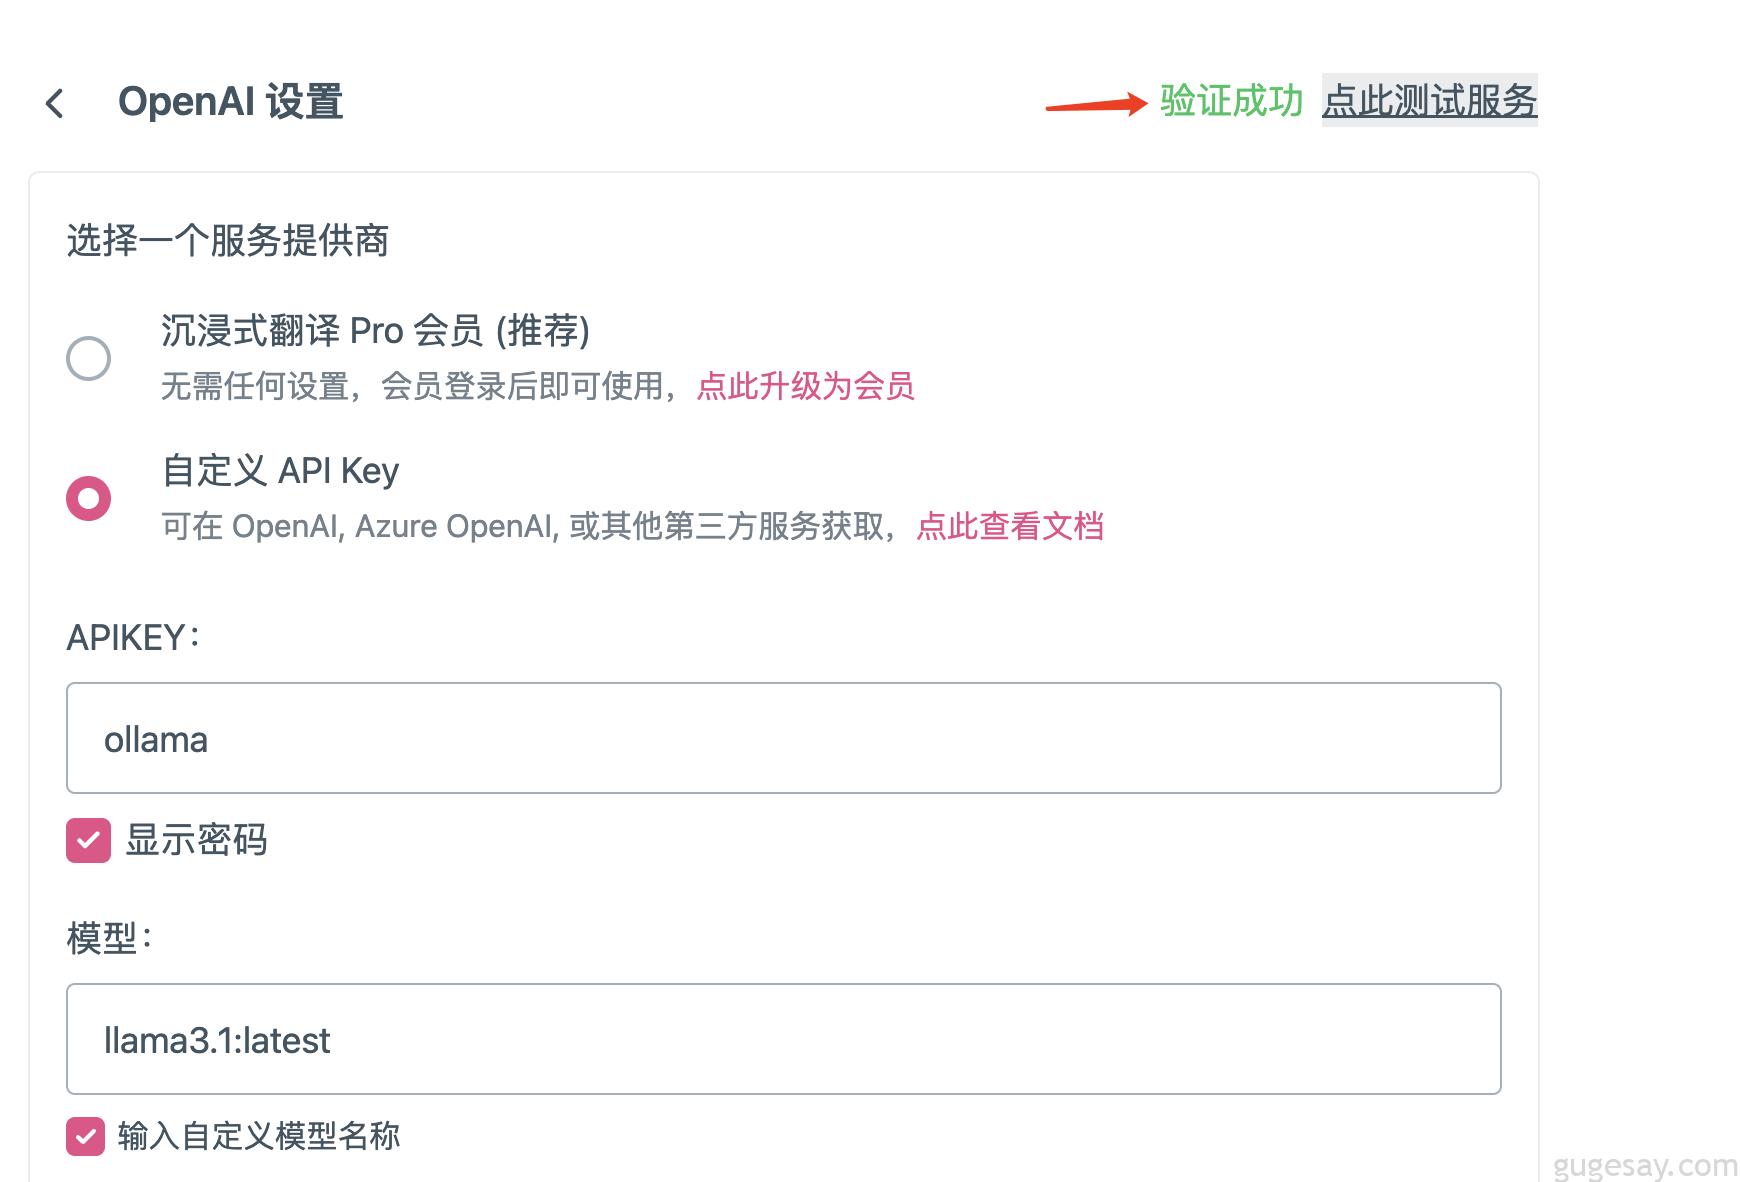 OpenAI 设置
验证成功 点此测试服务
选择一个服务提供商
沉浸式翻译 Pro 会员 (推荐)
无需任何设置，会员登录后即可使用，点此升级为会员
自定义 API Key
可在 OpenAI, Azure OpenAI, 或其他第三方服务获取，点此查看文档
APIKEY：
ollama
显示密码
模型：
llama3.1:latest
输入自定义模型名称
gugesay.com